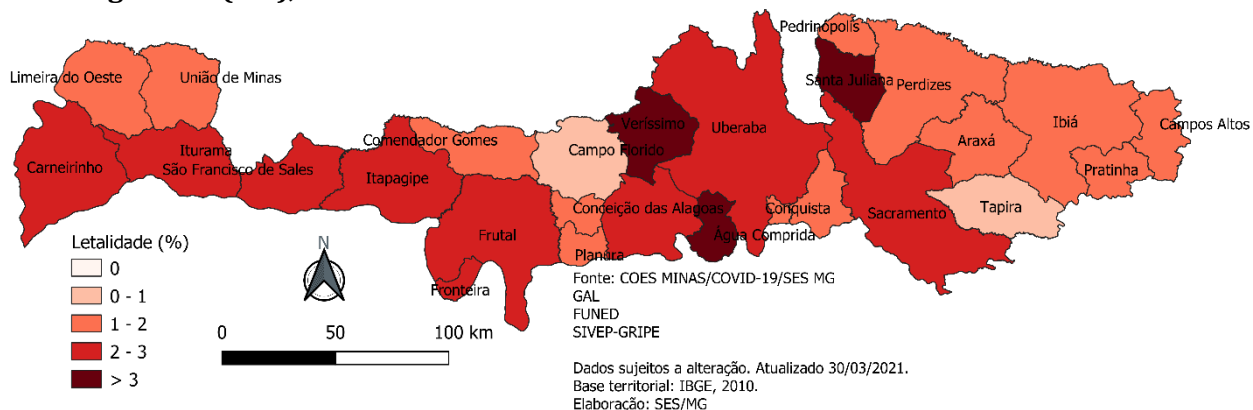 Pedrinópolis
Limeira do Oeste
União de Minas
Santa Juliana
Perdizes
Veríssimo
Uberaba
Ibiá
Campos Altos
Comendador Gomes
Campo Florido
Araxá
Iturama
Carneirinho
São Francisco de Sales
Itapagipe
Pratinha
Conceição das Alagoas
Conquista
Sacramento
Tapira
Frutal
Água Comprida
Planura
Fronteira
Letalidade (%)
0
0 - 1
1 - 2
2 - 3
> 3
N
0 50 100 km
Fonte: COES MINAS/COVID-19/SES MG
GAL
FUNED
SIVEP-GRIPE
Dados sujeitos a alteração. Atualizado 30/03/2021.
Base territorial: IBGE, 2010.
Elaboração: SES/MG